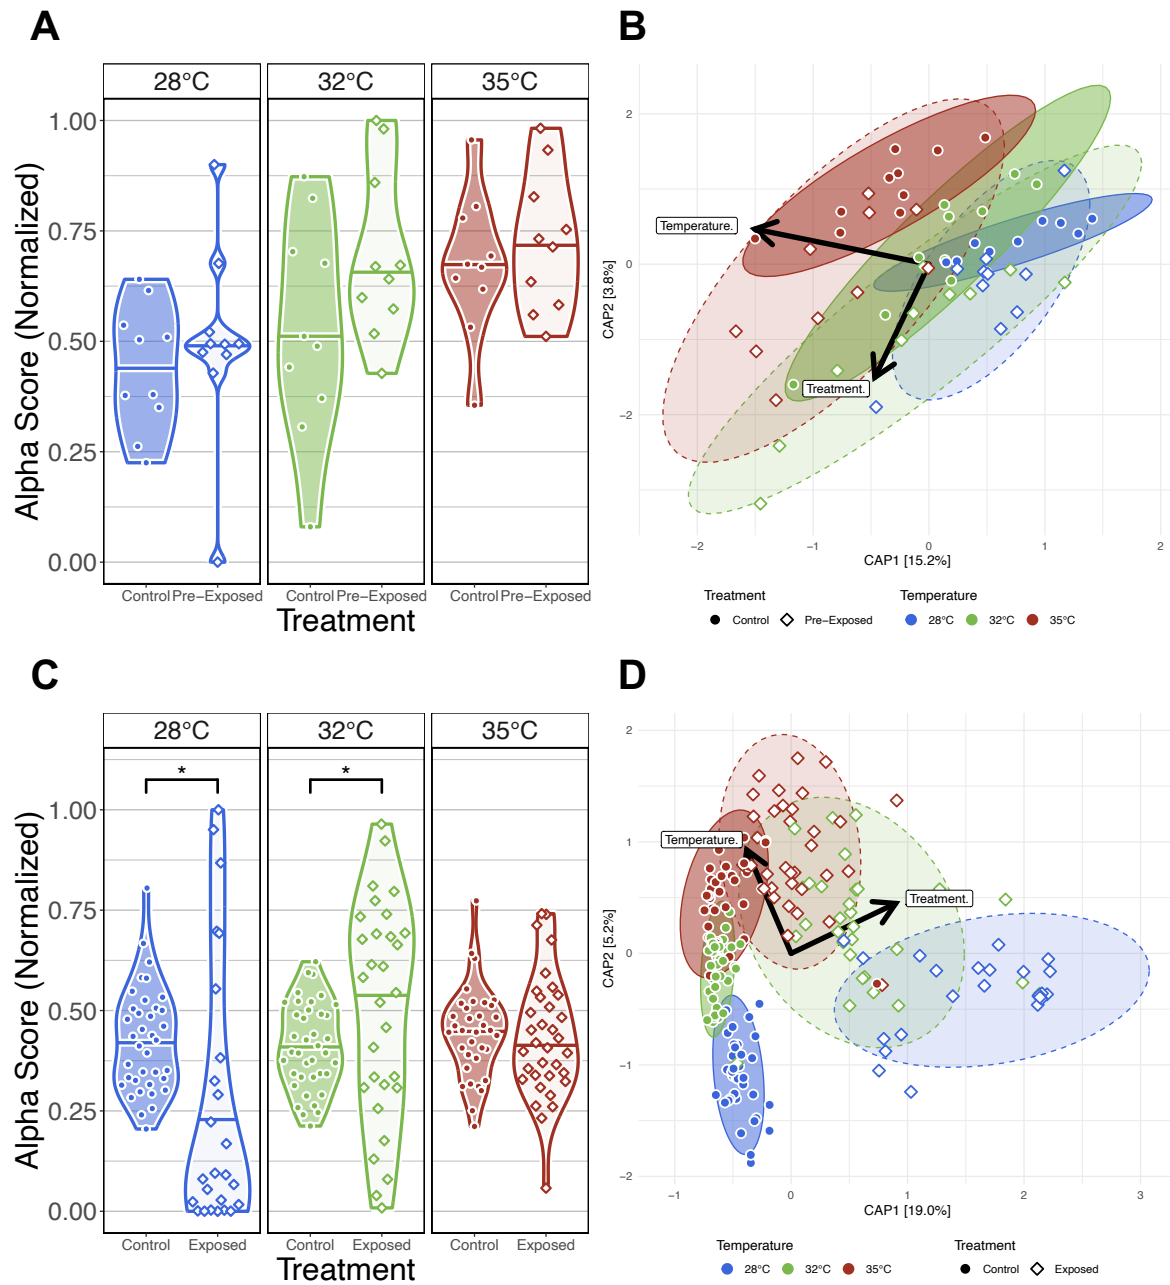 A
28°C
32°C
35°C
Alpha Score (Normalized)
1.00
0.75
0.50
0.25
0.00
Control
Pre−Exposed
Control
Pre−Exposed
Control
Pre−Exposed
Treatment
B
CAP2 [3.8%]
2
0
−2
Temperature.
Treatment.
−2
−1
0
1
2
CAP1 [15.2%]
Treatment
Control
Pre−Exposed
Temperature
28°C
32°C
35°C
C
28°C
32°C
35°C
*
*
Alpha Score (Normalized)
1.00
0.75
0.50
0.25
0.00
Control
Exposed
Control
Exposed
Control
Exposed
Treatment
D
−1
0
1
2
3
CAP2 [5.2%]
2
1
0
−1
−2
Temperature.
Treatment.
−1
0
1
2
3
CAP1 [19.0%]
Temperature
28°C
32°C
35°C
Treatment
Control
Exposed